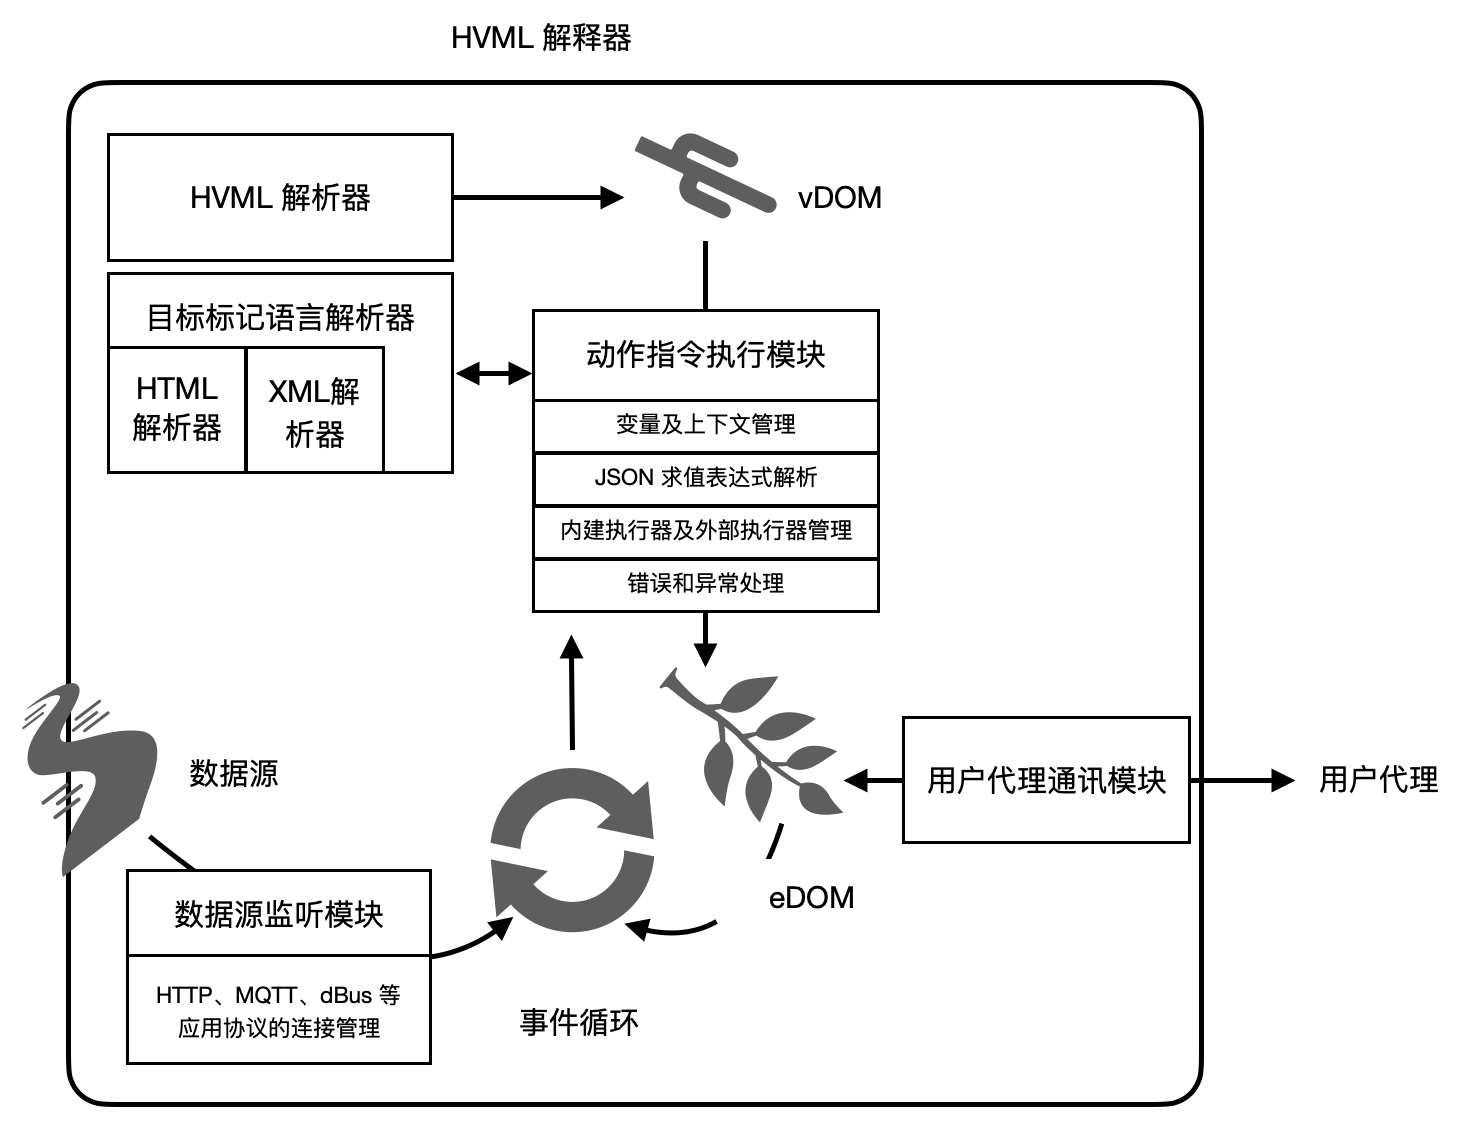 HVML 解释器
HVML 解析器
vDOM
目标标记语言解析器
HTML
解析器
XML解
析器
动作指令执行模块
变量及上下文管理
JSON 求值表达式解析
内建执行器及外部执行器管理
错误和异常处理
数据源
用户代理通讯模块
用户代理
eDOM
数据源监听模块
HTTP、MQTT、dBus 等
应用协议的连接管理
事件循环